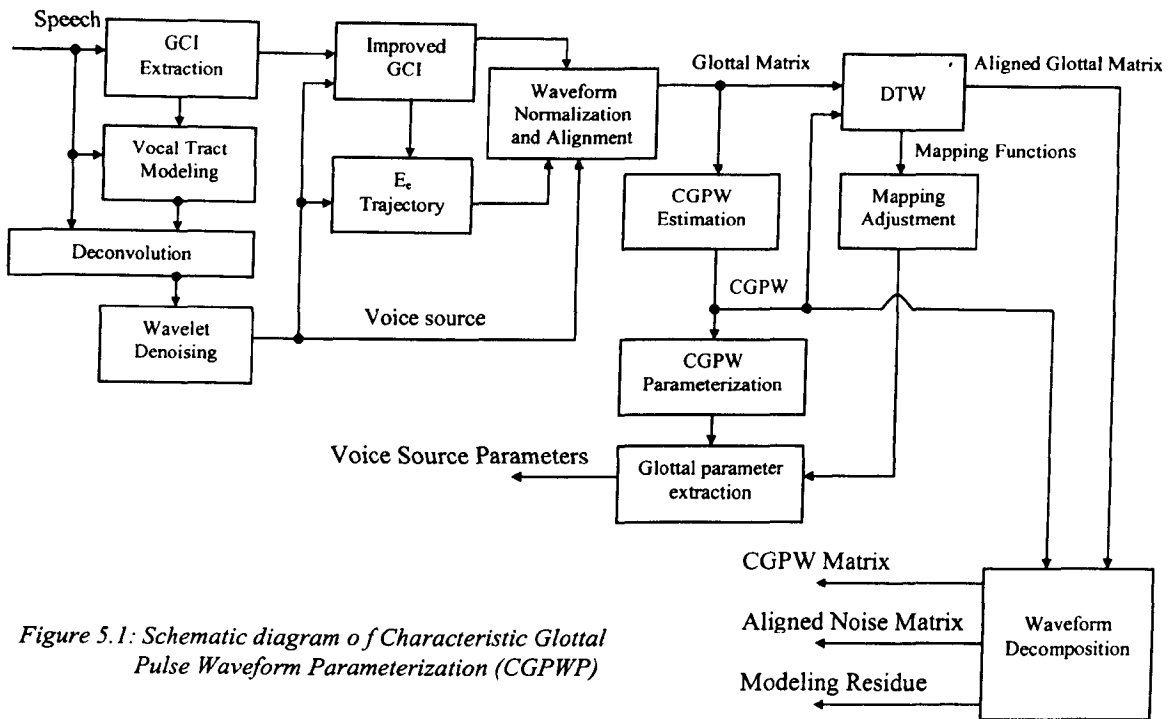 Speech
GCI
Extraction
Improved
GCI
Glottal Matrix
Aligned Glottal Matrix
DTW
Waveform
Normalization
and Alignment
Vocal Tract
Modeling
Mapping Functions
Eₑ
Trajectory
CGPW
Estimation
Mapping
Adjustment
Deconvolution
CGPW
Wavelet
Denoising
Voice source
CGPW
Parameterization
Voice Source Parameters
Glottal parameter
extraction
CGPW Matrix
Aligned Noise Matrix
Modeling Residue
Waveform
Decomposition
Figure 5.1: Schematic diagram o f Characteristic Glottal
Pulse Waveform Parameterization (CGPWP)